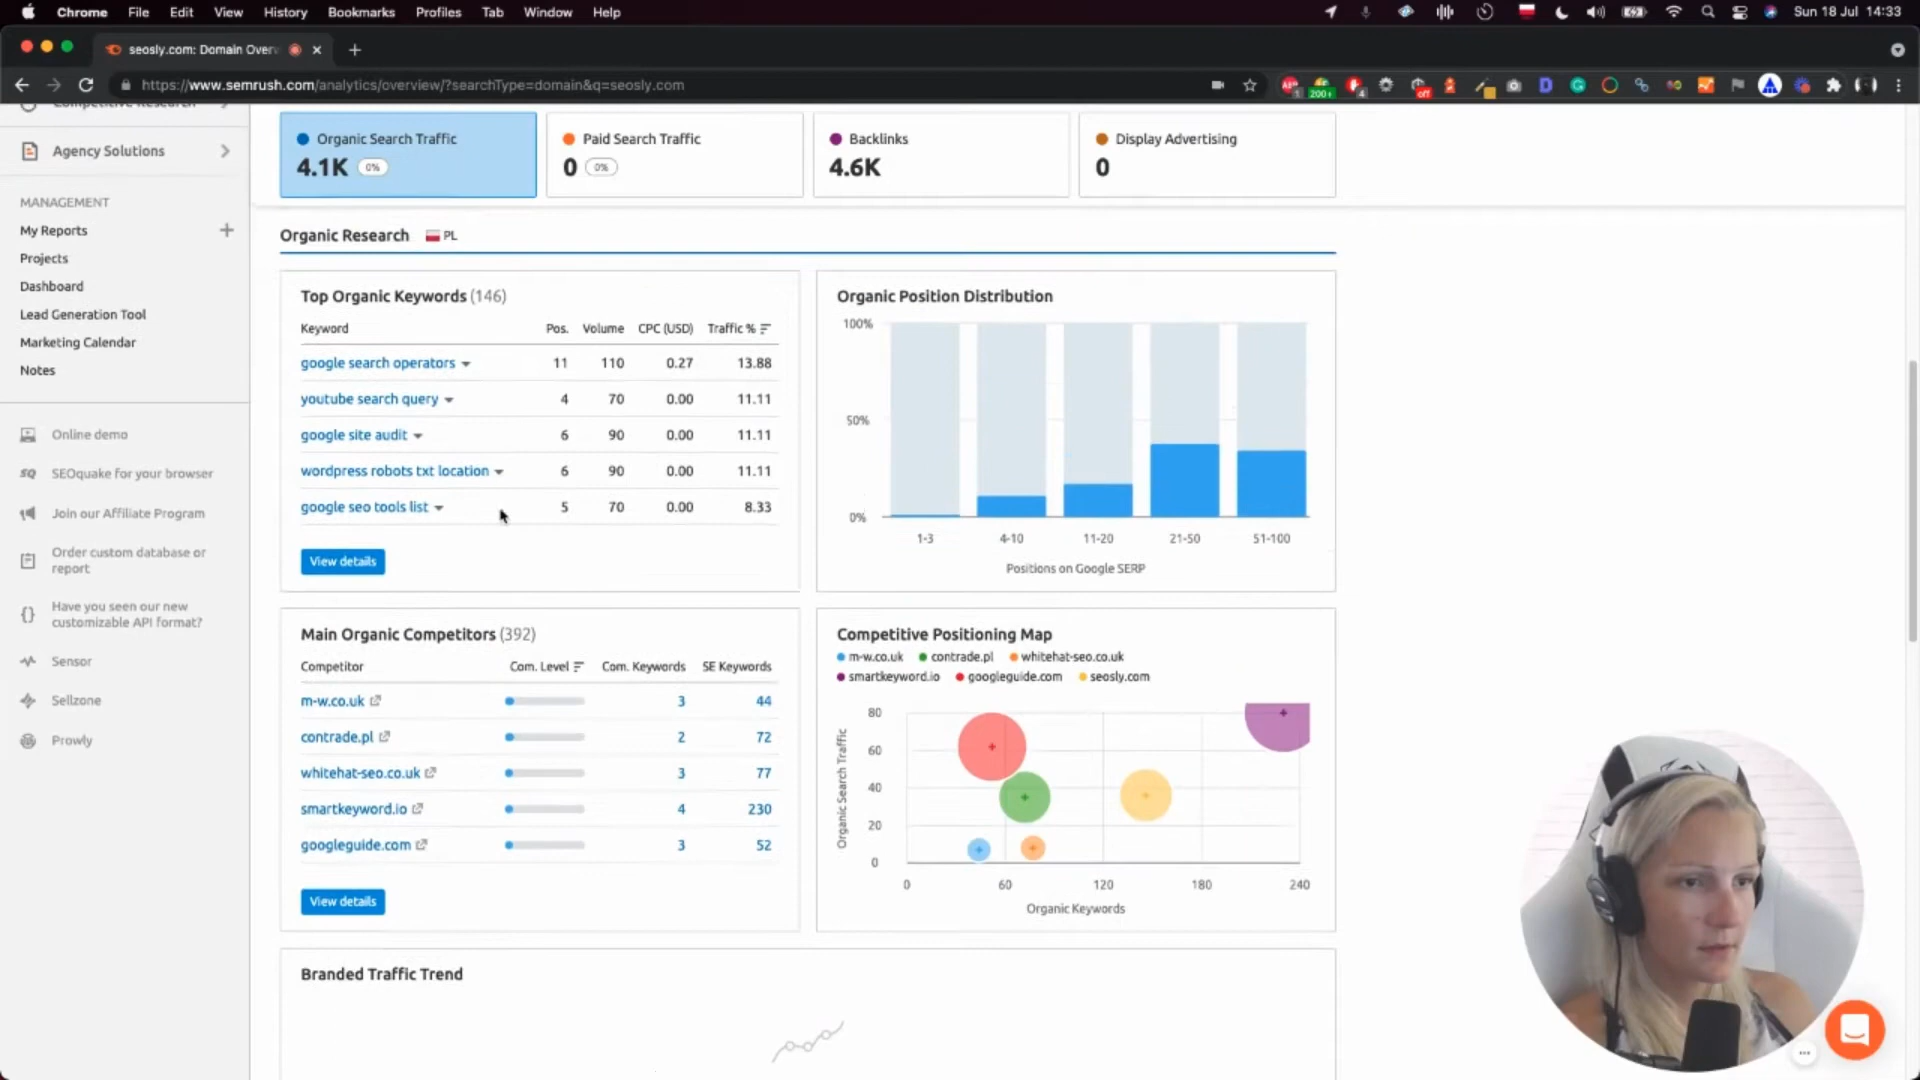 Chrome File Edit View History Bookmarks Profiles Tab Window Help Sun 18 Jul 14:33
seosly.com: Domain Over
https://www.semrush.com/analytics/overview/?searchType=domain&q=seosly.com
200+ 4 off
Competitive Research
Agency Solutions
MANAGEMENT
My Reports
Projects
Dashboard
Lead Generation Tool
Marketing Calendar
Notes
Online demo
SEOquake for your browser
Join our Affiliate Program
Order custom database or
report
Have you seen our new
customizable API format?
Sensor
Sellzone
Prowly
Organic Search Traffic
4.1K 0%
Paid Search Traffic
0 0%
Backlinks
4.6K
Display Advertising
0
Organic Research PL
Top Organic Keywords (146)
Keyword Pos. Volume CPC (USD) Traffic %
google search operators 11 110 0.27 13.88
youtube search query 4 70 0.00 11.11
google site audit 6 90 0.00 11.11
wordpress robots txt location 6 90 0.00 11.11
google seo tools list 5 70 0.00 8.33
View details
Organic Position Distribution
100%
50%
0%
1-3 4-10 11-20 21-50 51-100
Positions on Google SERP
Main Organic Competitors (392)
Competitor Com. Level Com. Keywords SE Keywords
m-w.co.uk 3 44
contrade.pl 2 72
whitehat-seo.co.uk 3 77
smartkeyword.io 4 230
googleguide.com 3 52
View details
Competitive Positioning Map
m-w.co.uk contrade.pl whitehat-seo.co.uk
smartkeyword.io googleguide.com seosly.com
Organic Search Traffic
80
60
40
20
0
0 60 120 180 240
Organic Keywords
Branded Traffic Trend